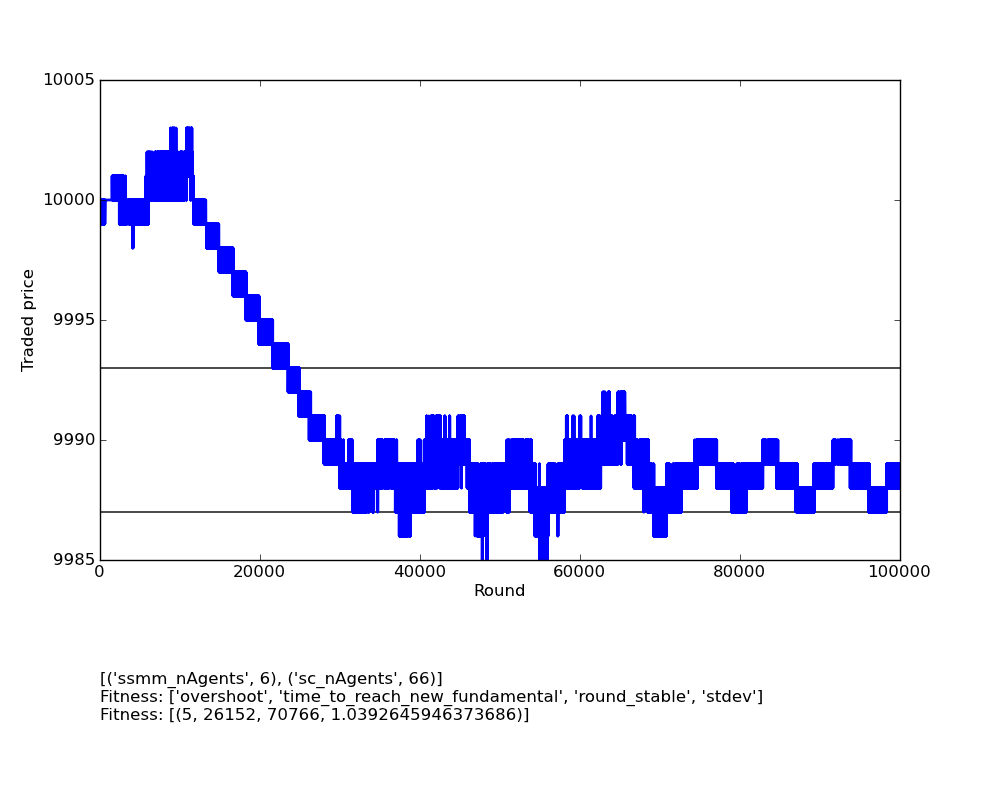 10005
10000
9995
9990
9985
Traded price
0 20000 40000 60000 80000 100000
Round
[('ssmm_nAgents', 6), ('sc_nAgents', 66)]
Fitness: ['overshoot', 'time_to_reach_new_fundamental', 'round_stable', 'stdev']
Fitness: [(5, 26152, 70766, 1.0392645946373686)]